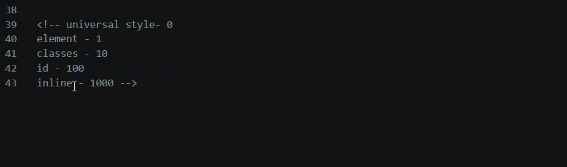 38
39 <!-- universal style- 0
40 element - 1
41 classes - 10
42 id - 100
43 inline - 1000 -->